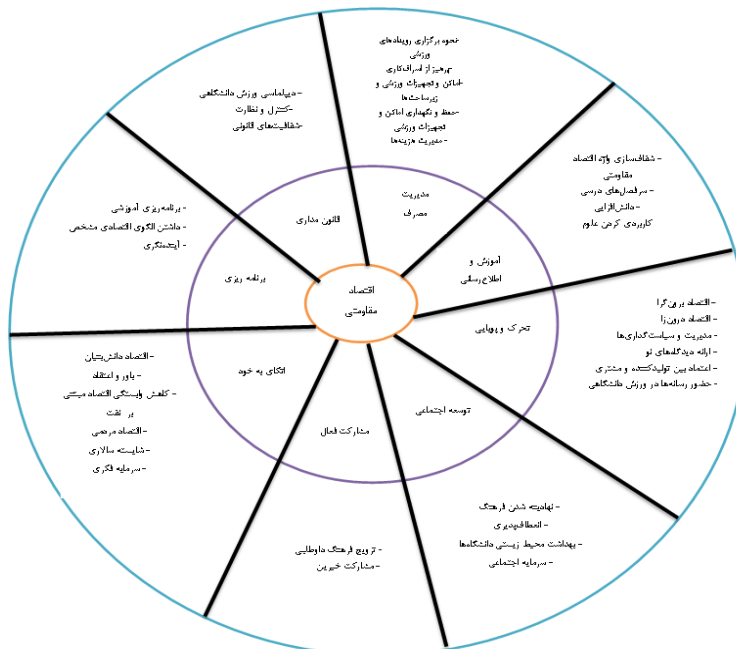 -نحوه برگزاری رویدادهای
ورزشی
-پرهیز از اسراف‌کاری
اماکن و تجهیزات ورزشی و
زیرساخت‌ها
-حفظ و نگهداری اماکن و
تجهیزات ورزشی
-مدیریت هزینه‌ها
- شفاف‌سازی واژه اقتصاد
مقاومتی
- سرفصل‌های درسی
- دانش‌افزایی
کاربردی کردن علوم
- اقتصاد برون‌گرا
- اقتصاد درون‌زا
- مدیریت و سیاست‌گذاری‌ها
- ارائه دیدگاه‌های نو
- اعتماد بین تولیدکننده و مشتری
- حضور رسانه‌ها در ورزش دانشگاهی
- نهادینه شدن فرهنگ
- انعطاف‌پذیری
- بهداشت محیط زیستی دانشگاه‌ها
- سرمایه اجتماعی
- ترویج فرهنگ داوطلبی
- مشارکت خیرین
-اقتصاد دانش‌بنیان
- باور و اعتقاد
- کاهش وابستگی اقتصاد مبتنی
بر نفت
-اقتصاد مردمی
- شایسته سالاری
- سرمایه فکری
- برنامه‌ریزی آموزشی
- داشتن الگوی اقتصادی مشخص
- آینده‌نگری
- دیپلماسی ورزش دانشگاهی
-کنترل و نظارت
-شفافیت‌های قانونی
مدیریت
مصرف
آموزش و
اطلاع‌رسانی
تحرک و پویایی
توسعه اجتماعی
مشارکت فعال
اتکای به خود
برنامه ریزی
قانون مداری
اقتصاد
مقاومتی